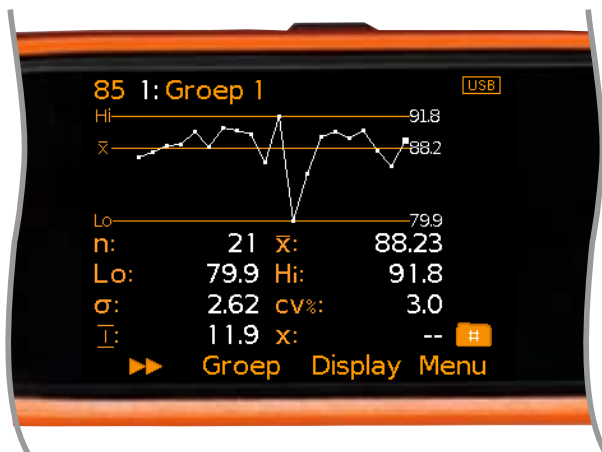 85 1: Groep 1 USB
Hi 91.8
x̅ 88.2
Lo 79.9
n: 21 x̅: 88.23
Lo: 79.9 Hi: 91.8
σ: 2.62 cv%: 3.0
x: -- #
11.9
Groep Display Menu